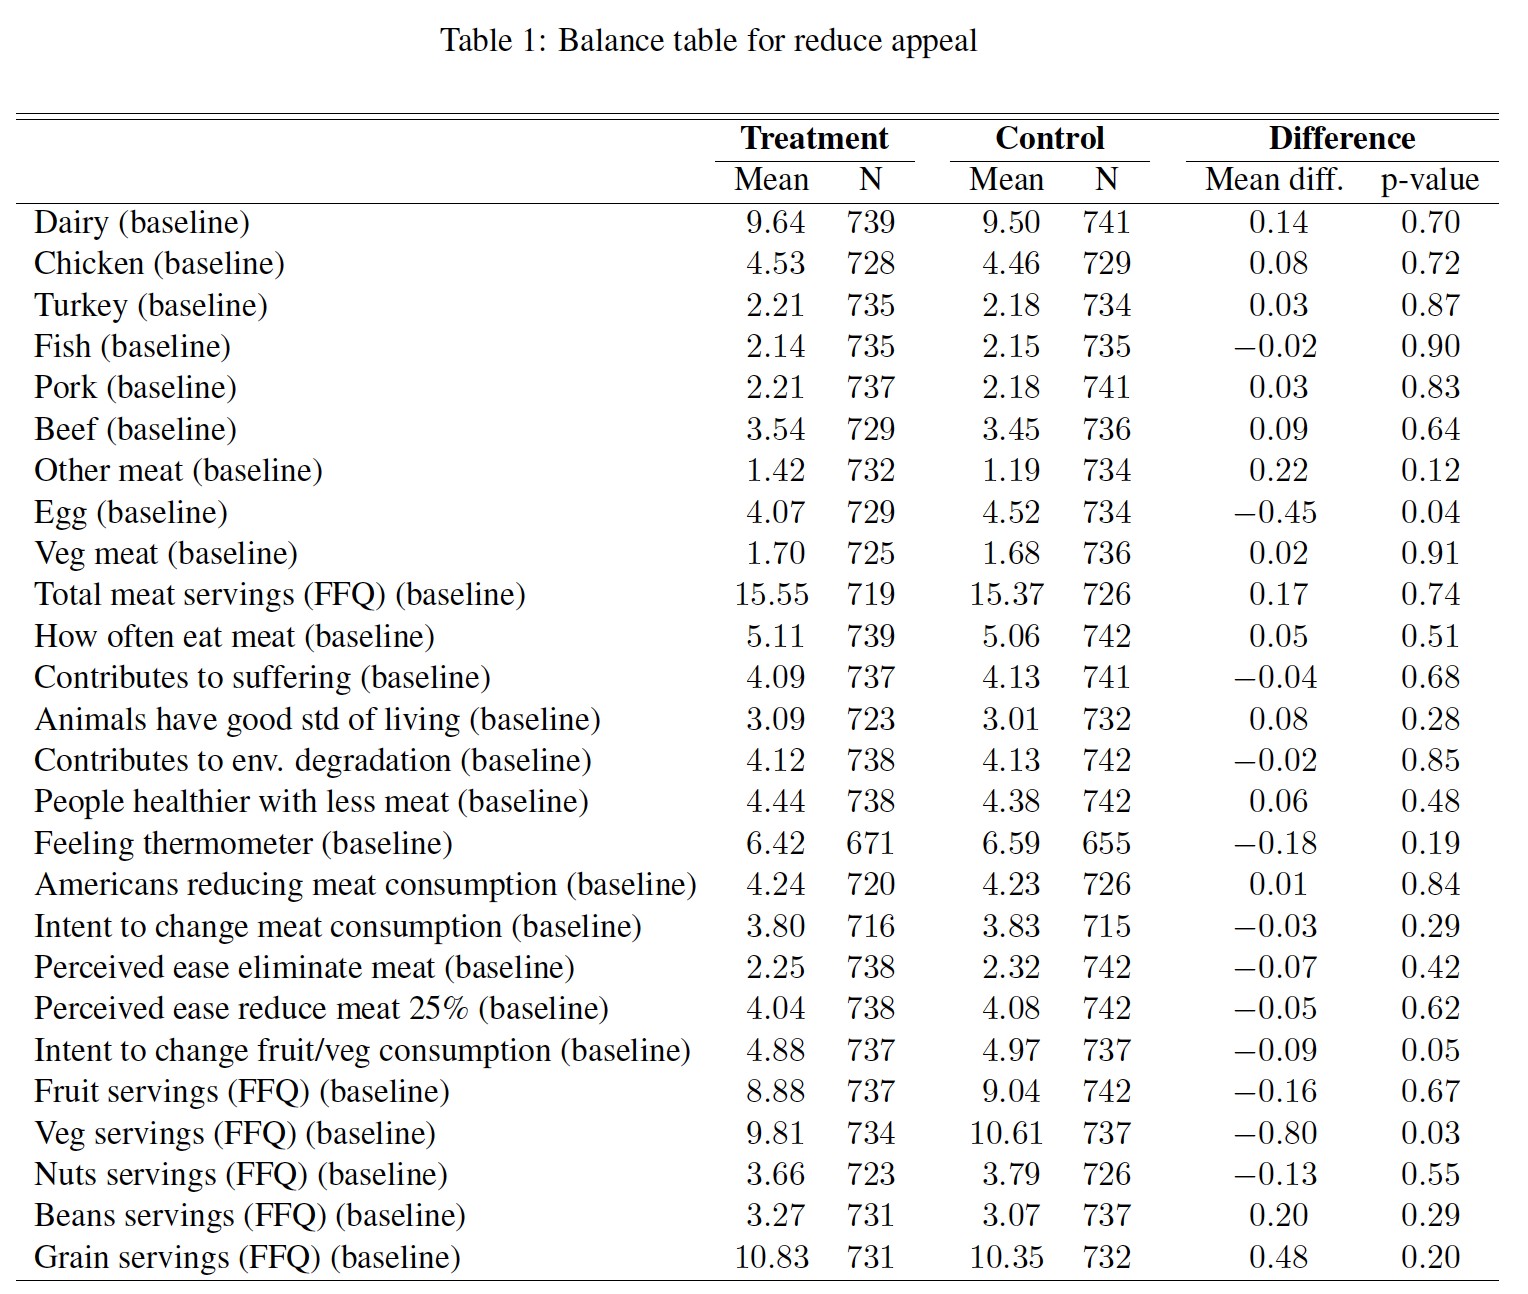 Table 1: Balance table for reduce appeal
Treatment Control Difference
Mean N Mean N Mean diff. p-value
Dairy (baseline) 9.64 739 9.50 741 0.14 0.70
Chicken (baseline) 4.53 728 4.46 729 0.08 0.72
Turkey (baseline) 2.21 735 2.18 734 0.03 0.87
Fish (baseline) 2.14 735 2.15 735 −0.02 0.90
Pork (baseline) 2.21 737 2.18 741 0.03 0.83
Beef (baseline) 3.54 729 3.45 736 0.09 0.64
Other meat (baseline) 1.42 732 1.19 734 0.22 0.12
Egg (baseline) 4.07 729 4.52 734 −0.45 0.04
Veg meat (baseline) 1.70 725 1.68 736 0.02 0.91
Total meat servings (FFQ) (baseline) 15.55 719 15.37 726 0.17 0.74
How often eat meat (baseline) 5.11 739 5.06 742 0.05 0.51
Contributes to suffering (baseline) 4.09 737 4.13 741 −0.04 0.68
Animals have good std of living (baseline) 3.09 723 3.01 732 0.08 0.28
Contributes to env. degradation (baseline) 4.12 738 4.13 742 −0.02 0.85
People healthier with less meat (baseline) 4.44 738 4.38 742 0.06 0.48
Feeling thermometer (baseline) 6.42 671 6.59 655 −0.18 0.19
Americans reducing meat consumption (baseline) 4.24 720 4.23 726 0.01 0.84
Intent to change meat consumption (baseline) 3.80 716 3.83 715 −0.03 0.29
Perceived ease eliminate meat (baseline) 2.25 738 2.32 742 −0.07 0.42
Perceived ease reduce meat 25% (baseline) 4.04 738 4.08 742 −0.05 0.62
Intent to change fruit/veg consumption (baseline) 4.88 737 4.97 737 −0.09 0.05
Fruit servings (FFQ) (baseline) 8.88 737 9.04 742 −0.16 0.67
Veg servings (FFQ) (baseline) 9.81 734 10.61 737 −0.80 0.03
Nuts servings (FFQ) (baseline) 3.66 723 3.79 726 −0.13 0.55
Beans servings (FFQ) (baseline) 3.27 731 3.07 737 0.20 0.29
Grain servings (FFQ) (baseline) 10.83 731 10.35 732 0.48 0.20